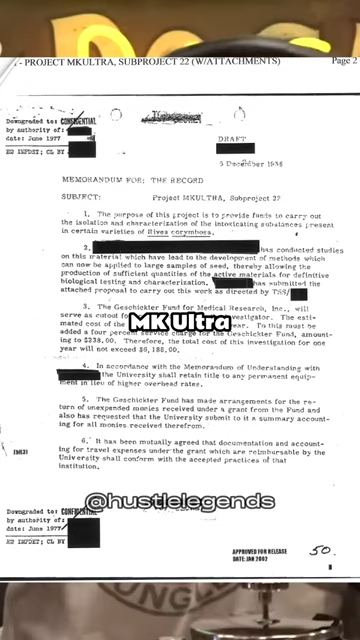 - PROJECT MKULTRA, SUBPROJECT 22 (W/ATTACHMENTS)
Page 2
Downgraded to: CONFIDENTIAL
by Authority of:
date: June 1977
E2 IMPDET; CL BY
DRAFT
5 December 1956
MEMORANDUM FOR: THE RECORD
SUBJECT: Project MKULTRA, Subproject 22
1. The purpose of this project is to provide funds to carry out
the isolation and characterization of the intoxicating substances present
in certain varieties of Rivea corymbosa.
2. has conducted studies
on this material which have lead to the development of methods which
can now be applied to large samples of seed, thereby allowing the
production of sufficient quantities of the active materials for definitive
biological testing and characterization. has submitted the
attached proposal to carry out this work as directed by TSS/
3. The Geschickter Fund for Medical Research, Inc., will
serve as cutout investigator. The esti-
mated cost of the year. To this must be
added a four percent service charge for the Geschickter Fund, amount-
ing to $238.00. Therefore, the total cost of this investigation for one
year will not exceed $6,188.00.
MK Ultra
4. In accordance with the Memorandum of Understanding with
the University shall retain title to any permanent equip-
ment in lieu of higher overhead rates.
5. The Geschickter Fund has made arrangements for the re-
turn of unexpended monies received under a grant from the Fund and
also has requested that the University submit to it a summary account-
ing for all monies received therefrom.
6. It has been mutually agreed that documentation and account-
ing for travel expenses under the grant which are reimbursable by the
University shall conform with the accepted practices of that
institution.
@hustlelegends
Downgraded to: CONFIDENTIAL
by authority of:
date: June 1977
E2 IMPDET; CL BY
APPROVED FOR RELEASE
DATE: JAN 2002
50.